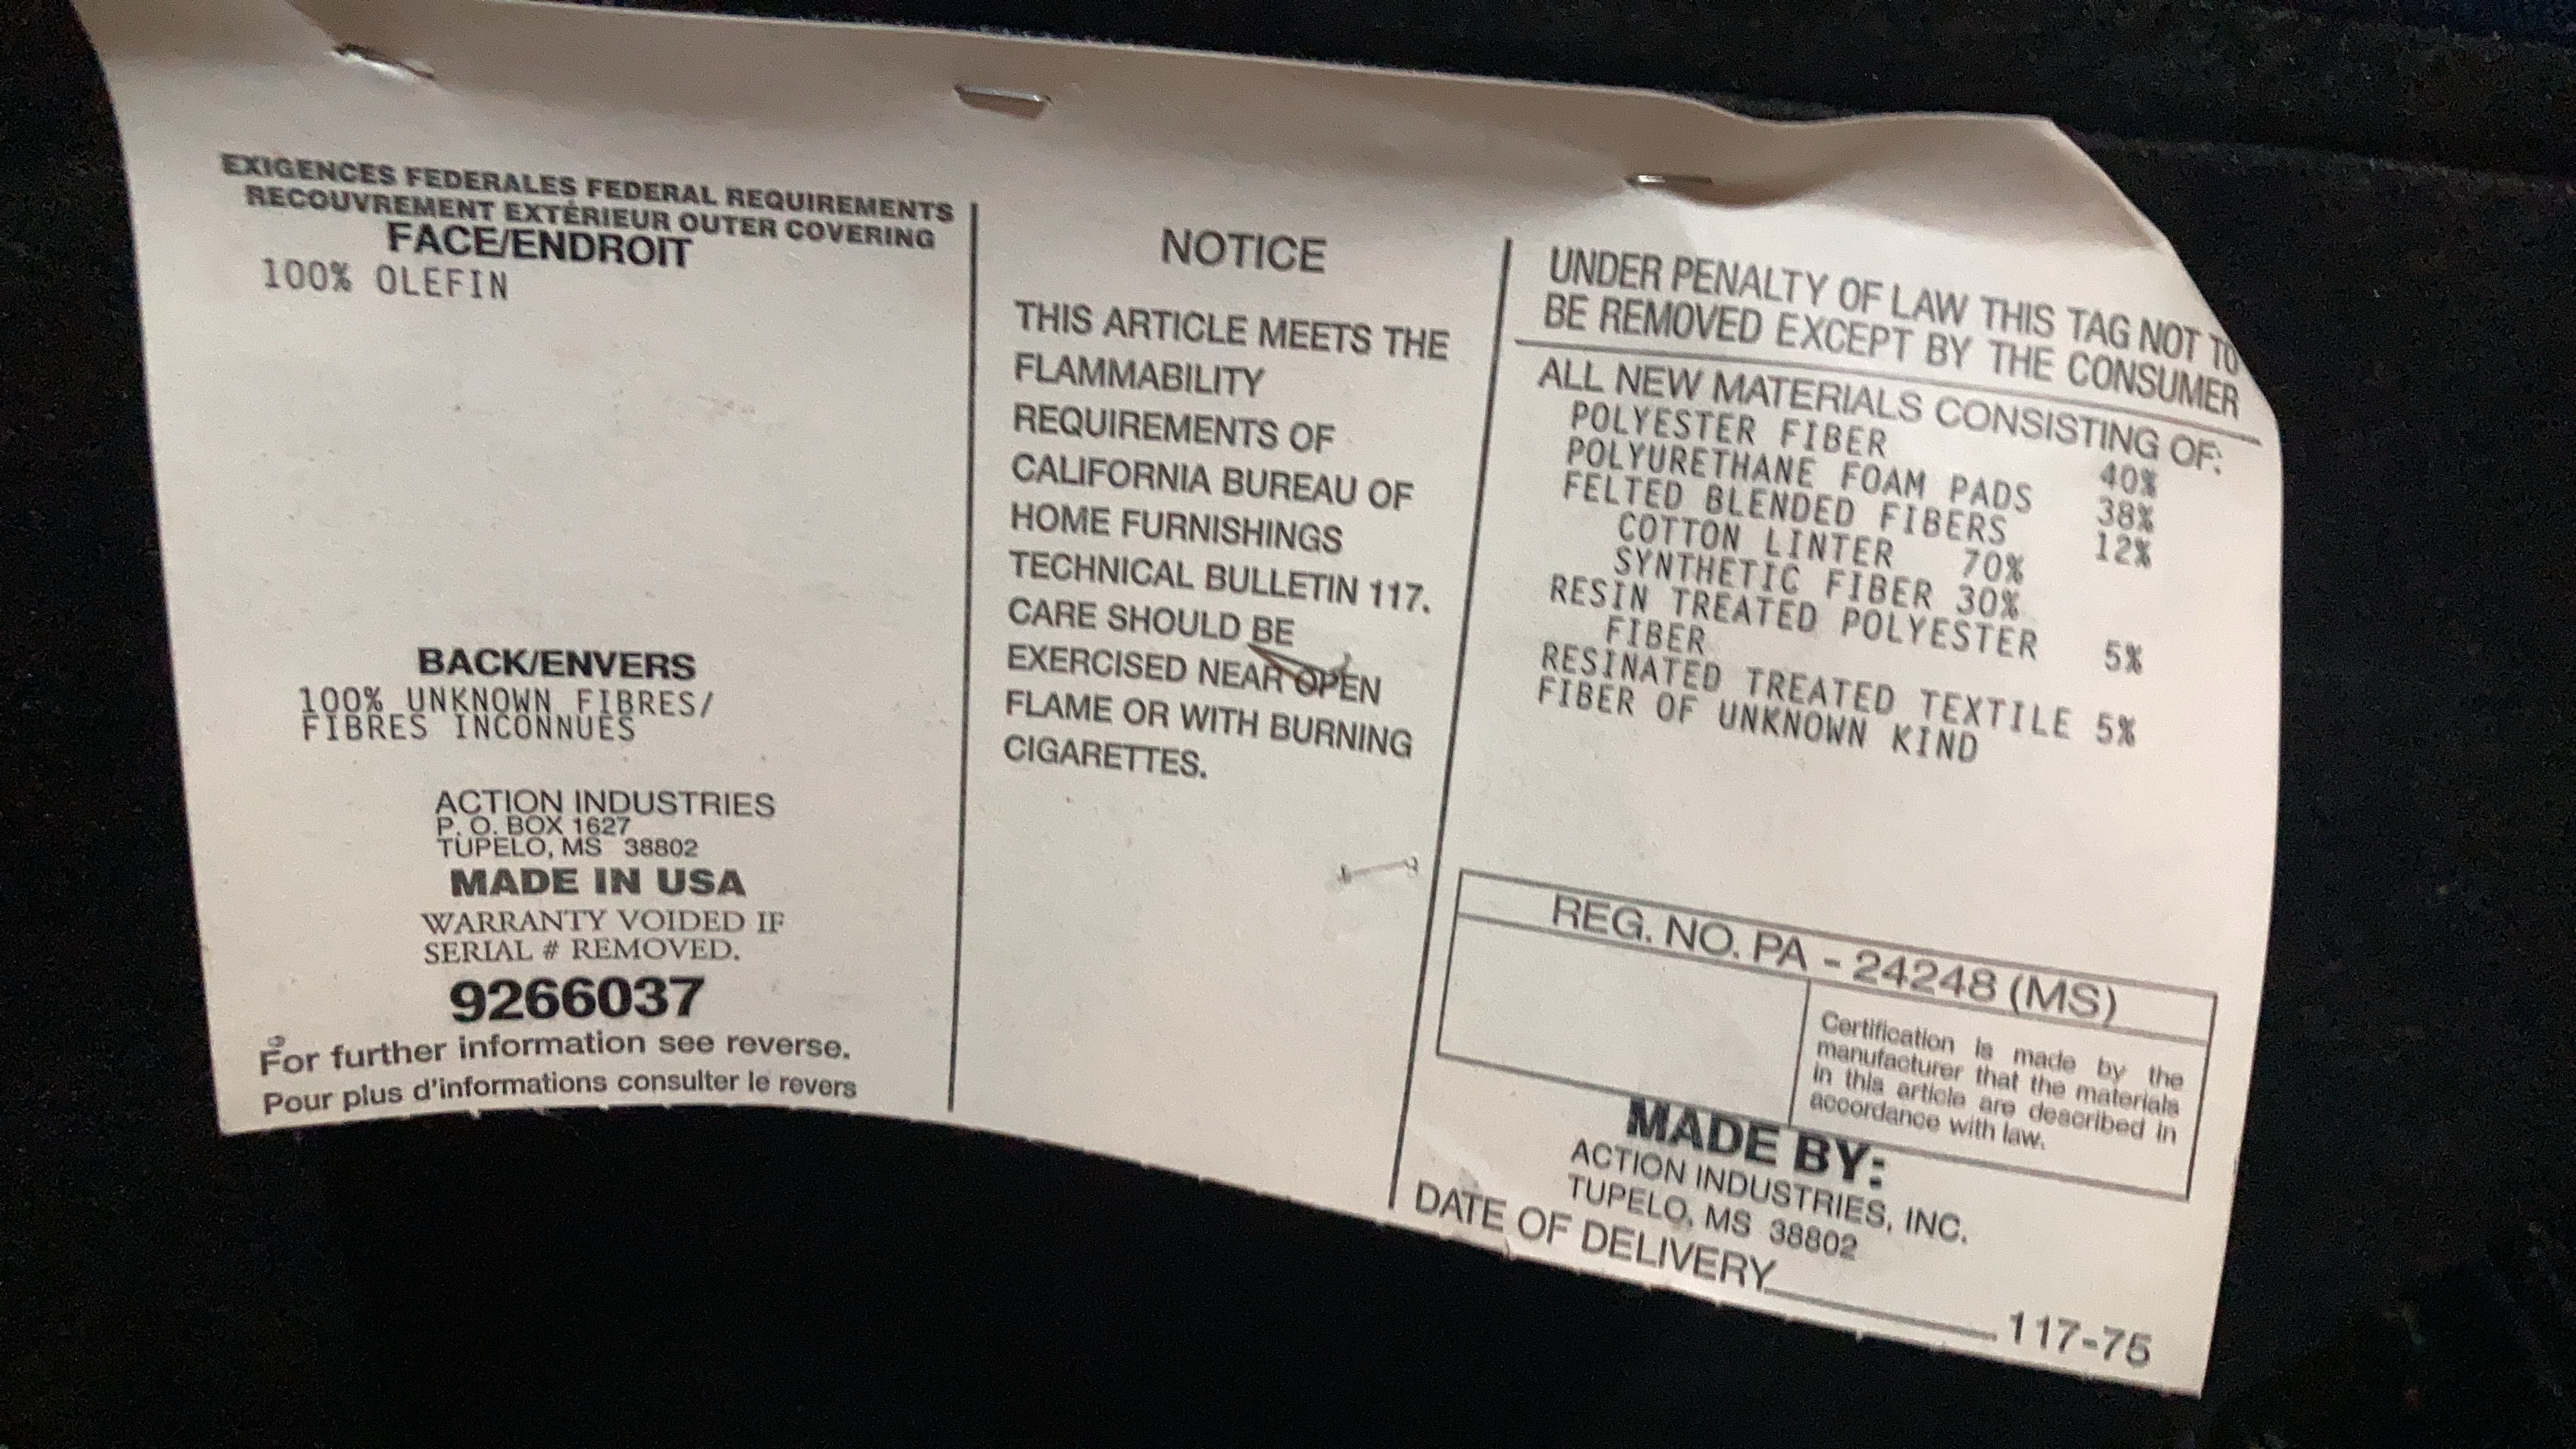 EXIGENCES FEDERALES FEDERAL REQUIREMENTS
RECOUVREMENT EXTÉRIEUR OUTER COVERING
FACE/ENDROIT
100% OLEFIN
BACK/ENVERS
100% UNKNOWN FIBRES/
FIBRES INCONNUES
ACTION INDUSTRIES
P. O. BOX 1627
TUPELO, MS 38802
MADE IN USA
WARRANTY VOIDED IF
SERIAL # REMOVED.
9266037
For further information see reverse.
Pour plus d'informations consulter le revers
NOTICE
THIS ARTICLE MEETS THE
FLAMMABILITY
REQUIREMENTS OF
CALIFORNIA BUREAU OF
HOME FURNISHINGS
TECHNICAL BULLETIN 117.
CARE SHOULD BE
EXERCISED NEAR OPEN
FLAME OR WITH BURNING
CIGARETTES.
UNDER PENALTY OF LAW THIS TAG NOT TO
BE REMOVED EXCEPT BY THE CONSUMER
ALL NEW MATERIALS CONSISTING OF:
POLYESTER FIBER 40%
POLYURETHANE FOAM PADS 38%
FELTED BLENDED FIBERS 12%
COTTON LINTER 70%
SYNTHETIC FIBER 30%
RESIN TREATED POLYESTER 5%
FIBER
RESINATED TREATED TEXTILE 5%
FIBER OF UNKNOWN KIND
REG. NO. PA - 24248 (MS)
Certification is made by the
manufacturer that the materials
in this article are described in
accordance with law.
MADE BY:
ACTION INDUSTRIES, INC.
TUPELO, MS 38802
DATE OF DELIVERY
117-75